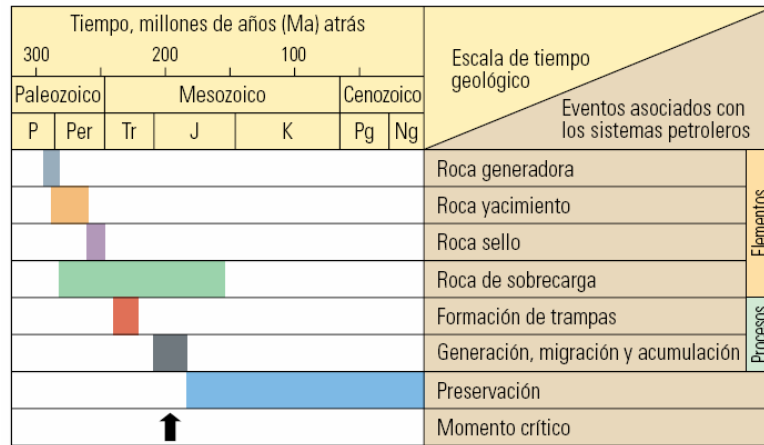 Tiempo, millones de años (Ma) atrás
300 200 100
Paleozoico Mesozoico Cenozoico
P Per Tr J K Pg Ng
Escala de tiempo
geológico
Eventos asociados con
los sistemas petroleros
Roca generadora
Roca yacimiento
Roca sello
Roca de sobrecarga
Elementos
Formación de trampas
Generación, migración y acumulación
Procesos
Preservación
Momento crítico